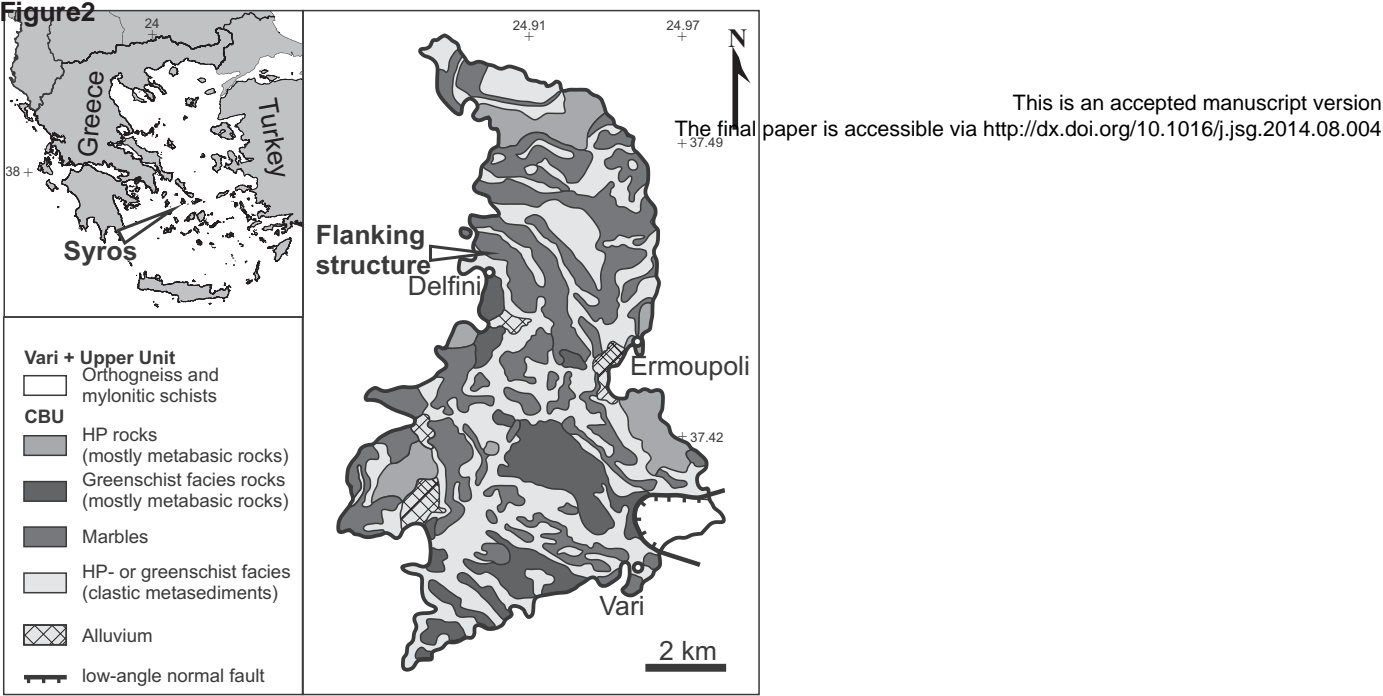 Figure2
24
Greece
Turkey
38
Syros
Vari + Upper Unit
Orthogneiss and
mylonitic schists
CBU
HP rocks
(mostly metabasic rocks)
Greenschist facies rocks
(mostly metabasic rocks)
Marbles
HP- or greenschist facies
(clastic metasediments)
Alluvium
low-angle normal fault
24.91
24.97
N
37.49
Flanking
structure
Delfini
Ermoupoli
37.42
Vari
2 km
This is an accepted manuscript version
The final paper is accessible via http://dx.doi.org/10.1016/j.jsg.2014.08.004